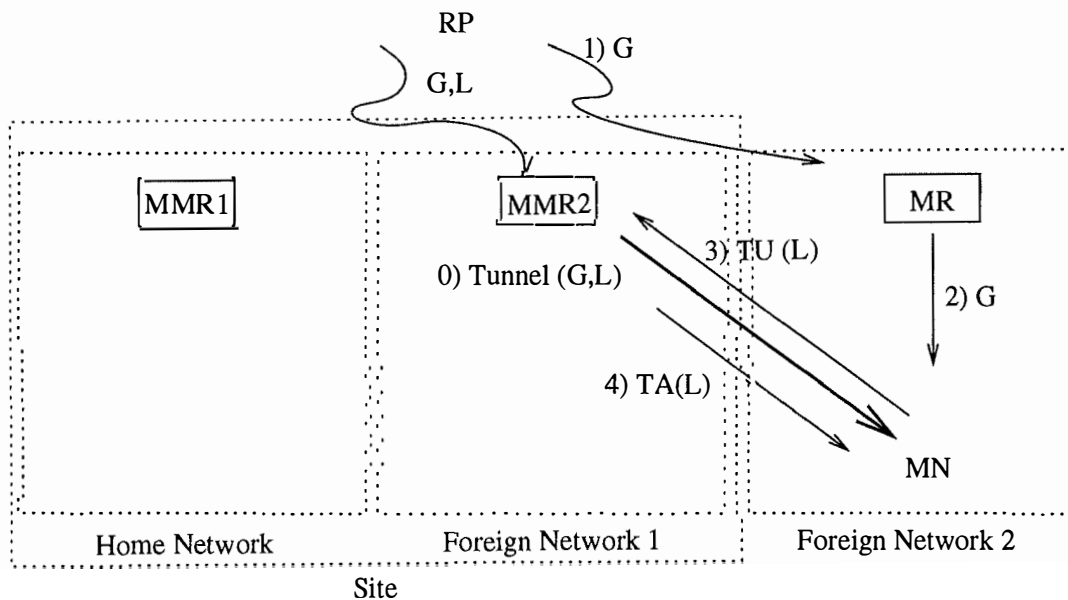 RP
1) G
G,L
MMR1
MMR2
MR
3) TU (L)
0) Tunnel (G,L)
2) G
4) TA(L)
MN
Home Network
Foreign Network 1
Foreign Network 2
Site